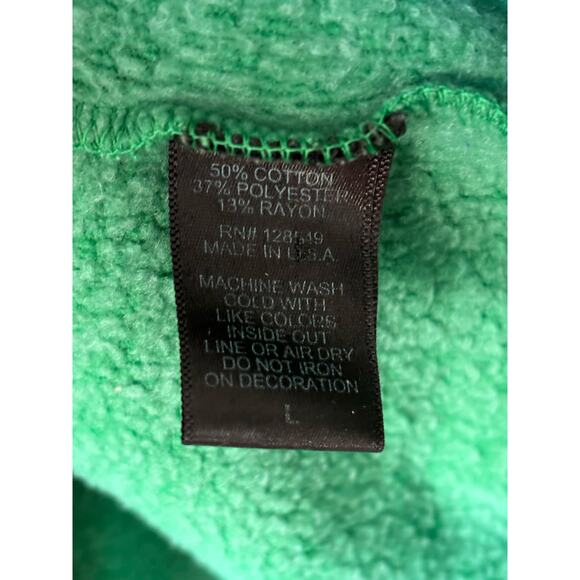 50% COTTON
37% POLYESTER
13% RAYON
RN# 128549
MADE IN U.S.A.
MACHINE WASH
COLD WITH
LIKE COLORS
INSIDE OUT
LINE OR AIR DRY
DO NOT IRON
ON DECORATION
L